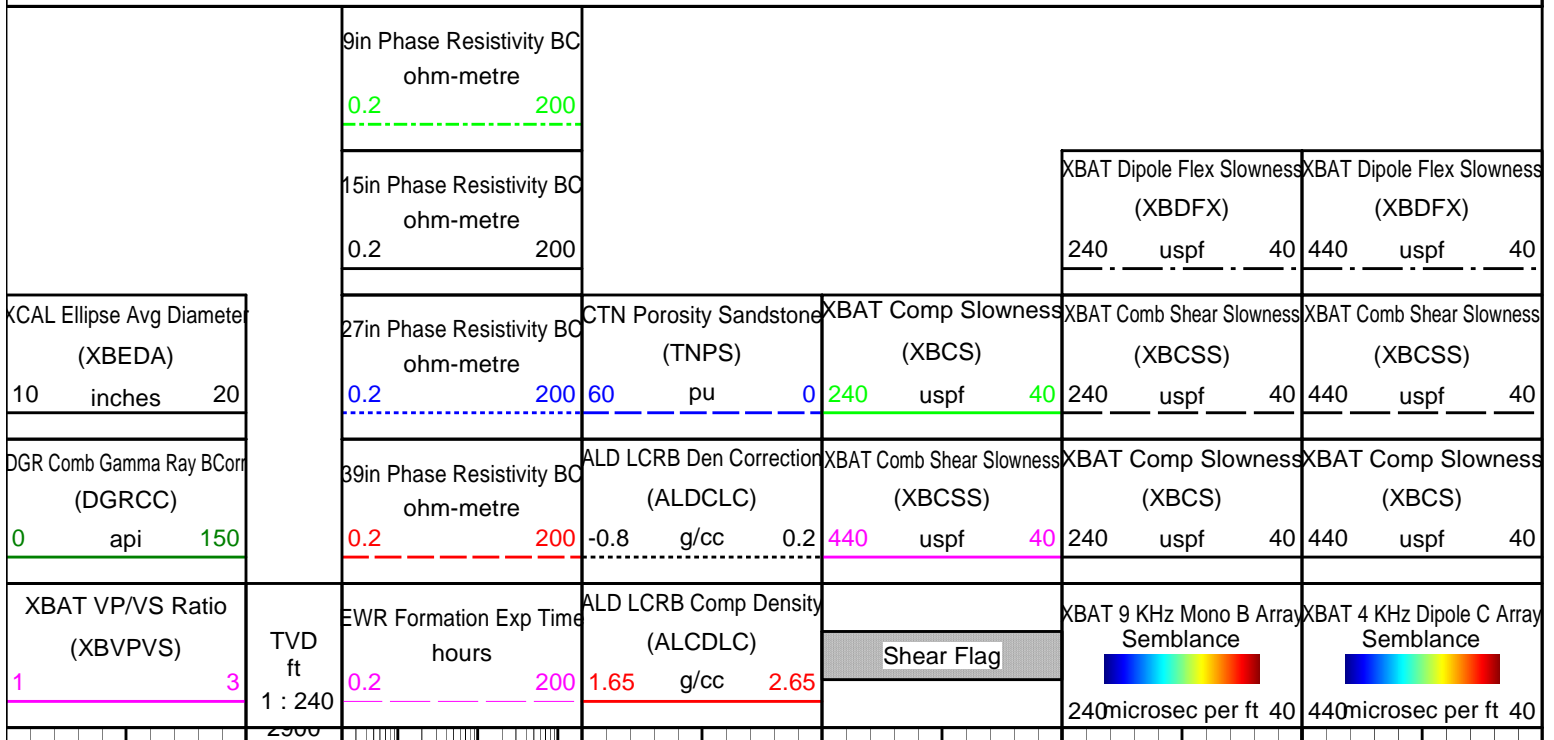 9in Phase Resistivity BC
ohm-metre
0.2 200
15in Phase Resistivity BC
ohm-metre
0.2 200
XBAT Dipole Flex Slowness
(XBDFX)
240 uspf 40
XBAT Dipole Flex Slowness
(XBDFX)
440 uspf 40
XCAL Ellipse Avg Diameter
(XBEDA)
10 inches 20
27in Phase Resistivity BC
ohm-metre
0.2 200
CTN Porosity Sandstone
(TNPS)
60 pu 0
XBAT Comp Slowness
(XBCS)
240 uspf 40
XBAT Comb Shear Slowness
(XBCSS)
240 uspf 40
XBAT Comb Shear Slowness
(XBCSS)
440 uspf 40
DGR Comb Gamma Ray BCorr
(DGRCC)
0 api 150
39in Phase Resistivity BC
ohm-metre
0.2 200
ALD LCRB Den Correction
(ALDCLC)
-0.8 g/cc 0.2
XBAT Comb Shear Slowness
(XBCSS)
440 uspf 40
XBAT Comp Slowness
(XBCS)
240 uspf 40
XBAT Comp Slowness
(XBCS)
440 uspf 40
XBAT VP/VS Ratio
(XBVPVS)
1 3
TVD
ft
1 : 240
2900
EWR Formation Exp Time
hours
0.2 200
ALD LCRB Comp Density
(ALCDLC)
1.65 g/cc 2.65
Shear Flag
XBAT 9 KHz Mono B Array
Semblance
240 microsec per ft 40
XBAT 4 KHz Dipole C Array
Semblance
440 microsec per ft 40